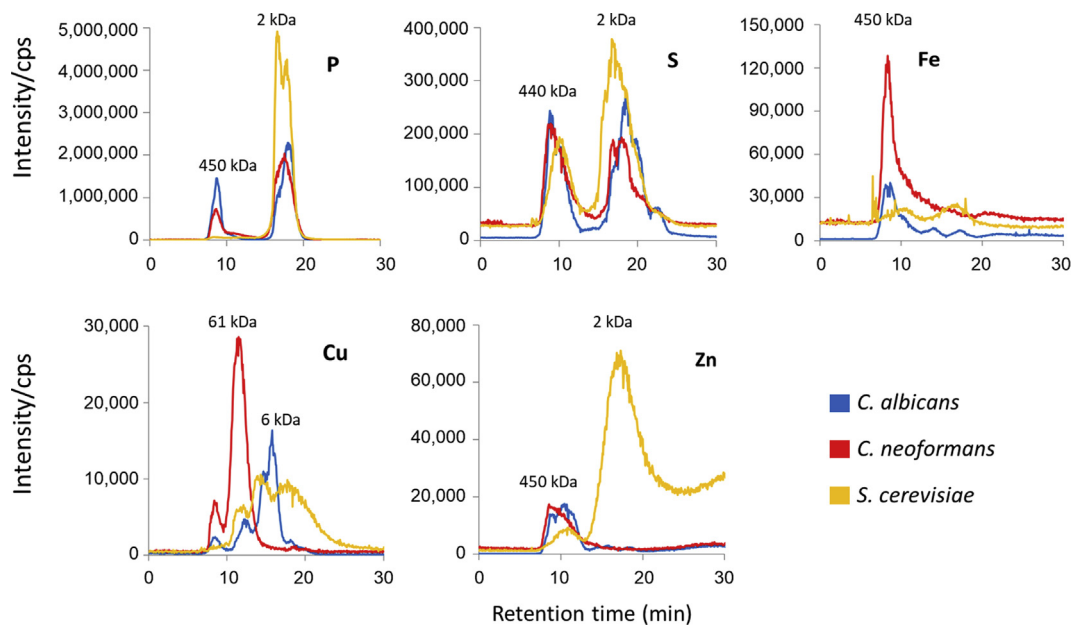 Intensity/cps
5,000,000
4,000,000
3,000,000
2,000,000
1,000,000
0
2 kDa
450 kDa
P
0 10 20 30
400,000
300,000
200,000
100,000
0
2 kDa
440 kDa
S
0 10 20 30
150,000
120,000
90,000
60,000
30,000
0
450 kDa
Fe
0 10 20 30
Intensity/cps
30,000
20,000
10,000
0
61 kDa
6 kDa
Cu
0 10 20 30
80,000
60,000
40,000
20,000
0
2 kDa
450 kDa
Zn
0 10 20 30
C. albicans
C. neoformans
S. cerevisiae
Retention time (min)